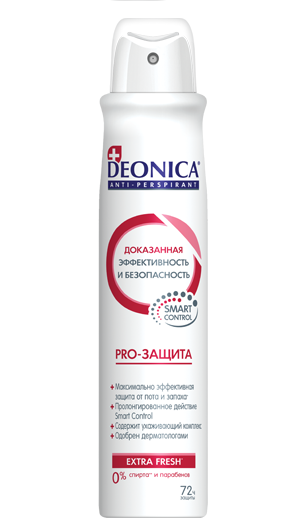 DEONICA®
ANTI-PERSPIRANT
ДОКАЗАННАЯ
ЭФФЕКТИВНОСТЬ
И БЕЗОПАСНОСТЬ
SMART
CONTROL
PRO-ЗАЩИТА
+Максимально эффективная
защита от пота и запаха*
+Пролонгированное действие
Smart Control
+Содержит ухаживающий комплекс
+Одобрен дерматологами
EXTRA FRESH
0% спирта** и парабенов
72ч
ЗАЩИТЫ